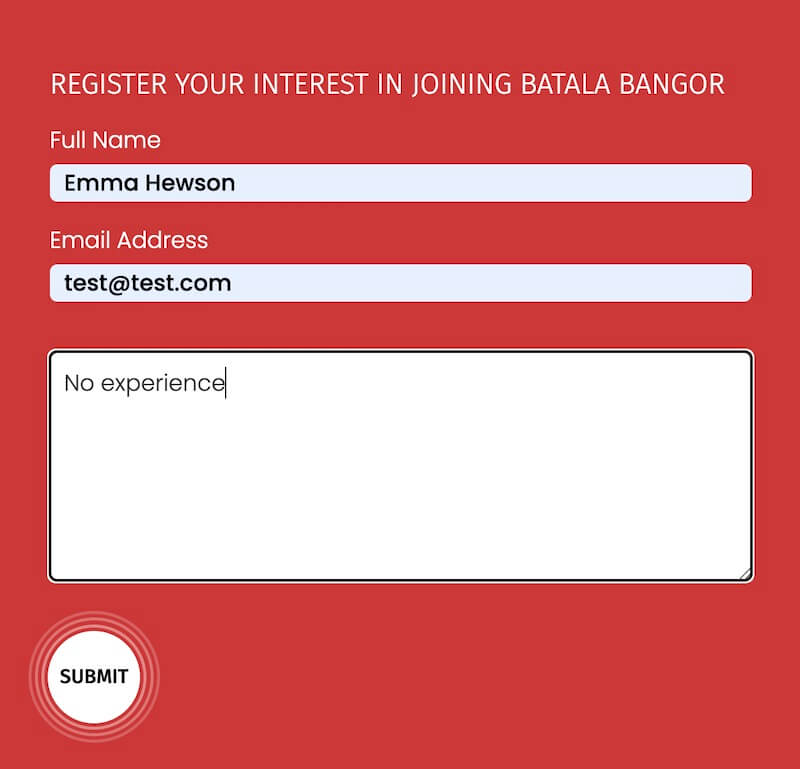 REGISTER YOUR INTEREST IN JOINING BATALA BANGOR
Full Name
Emma Hewson
Email Address
test@test.com
No experience
SUBMIT